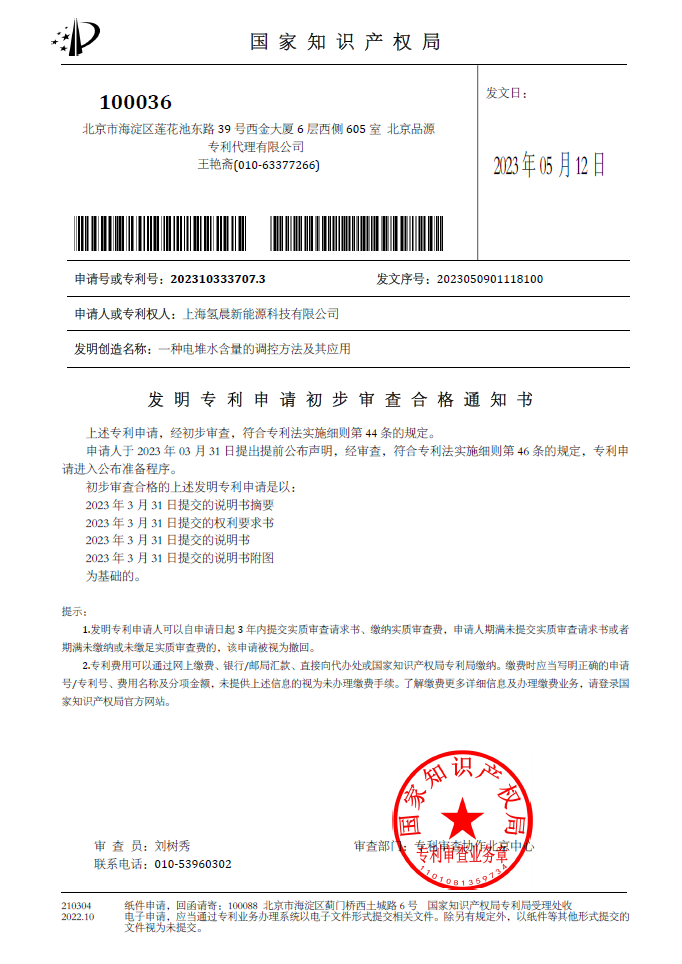 国家知识产权局
100036
北京市海淀区莲花池东路 39 号西金大厦 6 层西侧 605 室 北京品源
专利代理有限公司
王艳斋(010-63377266)
发文日：
2023 年 05 月 12 日
申请号或专利号：202310333707.3
发文序号：2023050901118100
申请人或专利权人：上海氢晨新能源科技有限公司
发明创造名称：一种电堆水含量的调控方法及其应用
发明专利申请初步审查合格通知书
上述专利申请，经初步审查，符合专利法实施细则第 44 条的规定。
申请人于 2023 年 03 月 31 日提出提前公布声明，经审查，符合专利法实施细则第 46 条的规定，专利申
请进入公布准备程序。
初步审查合格的上述发明专利申请是以：
2023 年 3 月 31 日提交的说明书摘要
2023 年 3 月 31 日提交的权利要求书
2023 年 3 月 31 日提交的说明书
2023 年 3 月 31 日提交的说明书附图
为基础的。
提示：
1.发明专利申请人可以自申请日起 3 年内提交实质审查请求书、缴纳实质审查费，申请人期满未提交实质审查请求书或者
期满未缴纳或未缴足实质审查费的，该申请被视为撤回。
2.专利费用可以通过网上缴费、银行/邮局汇款、直接向代办处或国家知识产权局专利局缴纳。缴费时应当写明正确的申请
号/专利号、费用名称及分项金额，未提供上述信息的视为未办理缴费手续。了解缴费更多详细信息及办理缴费业务，请登录国
家知识产权局官方网站。
国家知识产权局
审 查 员：刘树秀
审查部门：专利审查协作北京中心
专利审查业务章
联系电话：010-53960302
1101081359734
210304
纸件申请，回函请寄：100088 北京市海淀区蓟门桥西土城路 6 号 国家知识产权局专利局受理处收
2022.10
电子申请，应当通过专利业务办理系统以电子文件形式提交相关文件。除另有规定外，以纸件等其他形式提交的
文件视为未提交。